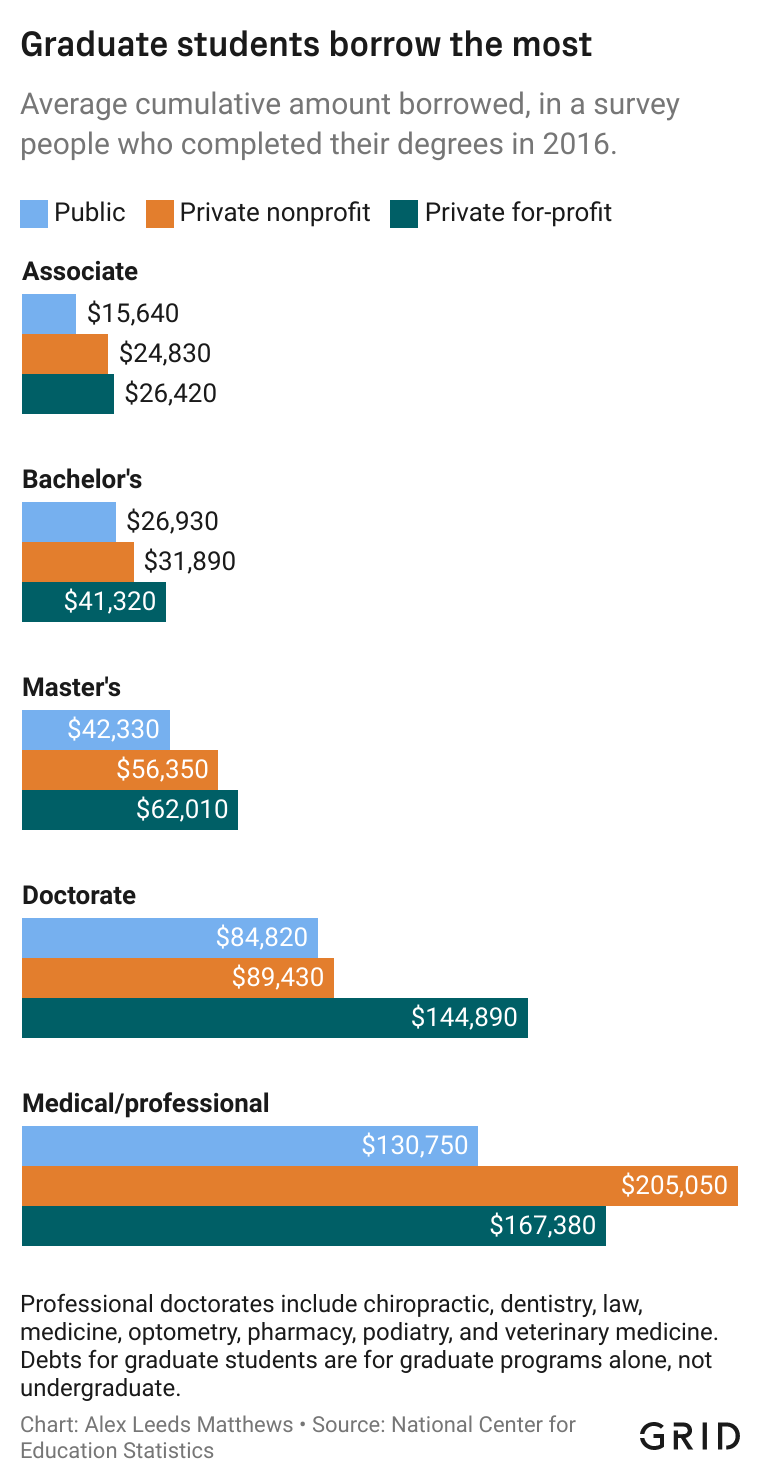 Graduate students borrow the most
Average cumulative amount borrowed, in a survey
people who completed their degrees in 2016.
Public Private nonprofit Private for-profit
Associate
$15,640
$24,830
$26,420
Bachelor's
$26,930
$31,890
$41,320
Master's
$42,330
$56,350
$62,010
Doctorate
$84,820
$89,430
$144,890
Medical/professional
$130,750
$205,050
$167,380
Professional doctorates include chiropractic, dentistry, law,
medicine, optometry, pharmacy, podiatry, and veterinary medicine.
Debts for graduate students are for graduate programs alone, not
undergraduate.
Chart: Alex Leeds Matthews • Source: National Center for
Education Statistics
GRID